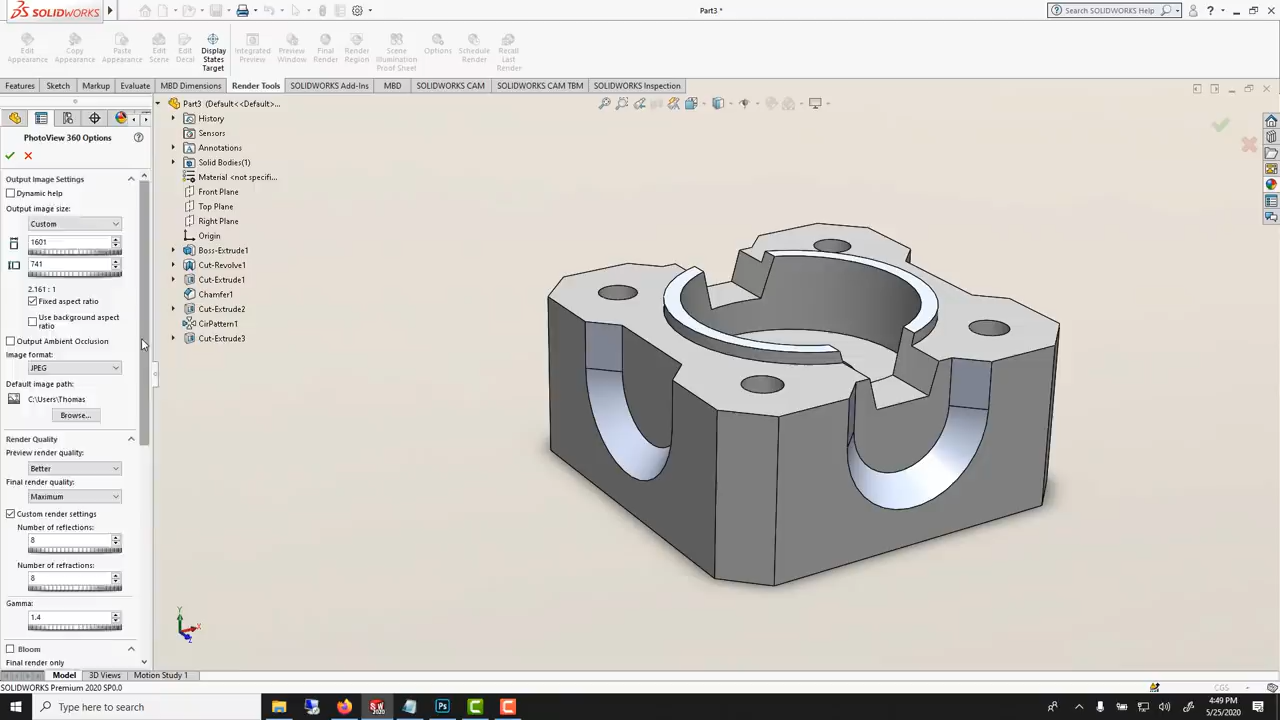 SOLIDWORKS
Part3 *
Search SOLIDWORKS Help
Edit Appearance
Copy Appearance
Paste Appearance
Edit Scene
Edit Decal
Display States Target
Integrated Preview
Preview Window
Final Render
Render Region
Scene Illumination Proof Sheet
Options
Schedule Render
Recall Last Render
Features
Sketch
Markup
Evaluate
MBD Dimensions
Render Tools
SOLIDWORKS Add-Ins
MBD
SOLIDWORKS CAM
SOLIDWORKS CAM TBM
SOLIDWORKS Inspection
PhotoView 360 Options
Output Image Settings
Dynamic help
Output image size:
Custom
1601
741
2.161 : 1
Fixed aspect ratio
Use background aspect
ratio
Output Ambient Occlusion
Image format:
JPEG
Default image path:
C:\Users\Thomas
Browse...
Render Quality
Preview render quality:
Better
Final render quality:
Maximum
Custom render settings
Number of reflections:
8
Number of refractions:
8
Gamma:
1.4
Bloom
Final render only
Part3 (Default<<Default>...
History
Sensors
Annotations
Solid Bodies(1)
Material <not specifi...
Front Plane
Top Plane
Right Plane
Origin
Boss-Extrude1
Cut-Revolve1
Cut-Extrude1
Chamfer1
Cut-Extrude2
CirPattern1
Cut-Extrude3
Y
X
Z
Model
3D Views
Motion Study 1
SOLIDWORKS Premium 2020 SP0.0
CGS
Type here to search
4:49 PM
5/25/2020